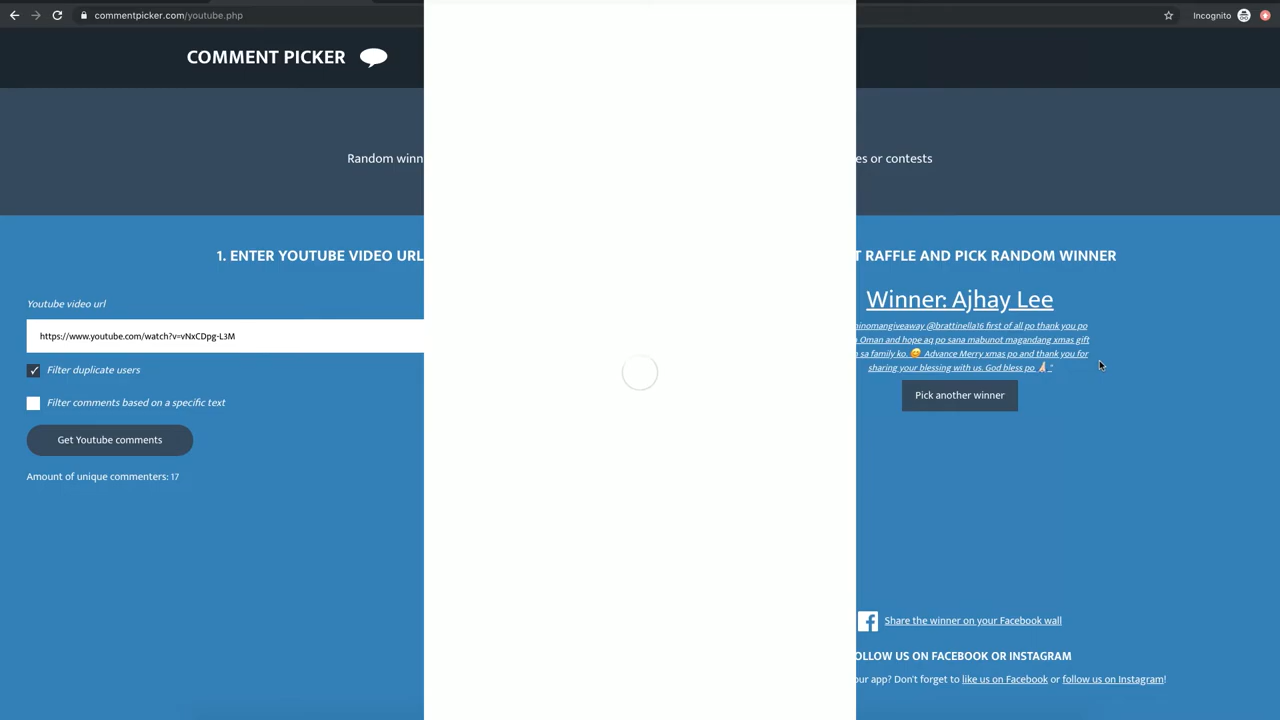 commentpicker.com/youtube.php
Incognito
COMMENT PICKER
Random winn
es or contests
1. ENTER YOUTUBE VIDEO URL
T RAFFLE AND PICK RANDOM WINNER
Youtube video url
https://www.youtube.com/watch?v=vNxCDpg-L3M
Filter duplicate users
Filter comments based on a specific text
Get Youtube comments
Amount of unique commenters: 17
Winner: Ajhay Lee
ninomangiveaway @brattinella16 first of all po thank you po
Oman and hope aq po sana mabunot magandang xmas gift
sa family ko. 😊 Advance Merry xmas po and thank you for
sharing your blessing with us. God bless po 🙏🏻"
Pick another winner
Share the winner on your Facebook wall
OLLOW US ON FACEBOOK OR INSTAGRAM
our app? Don't forget to like us on Facebook or follow us on Instagram!